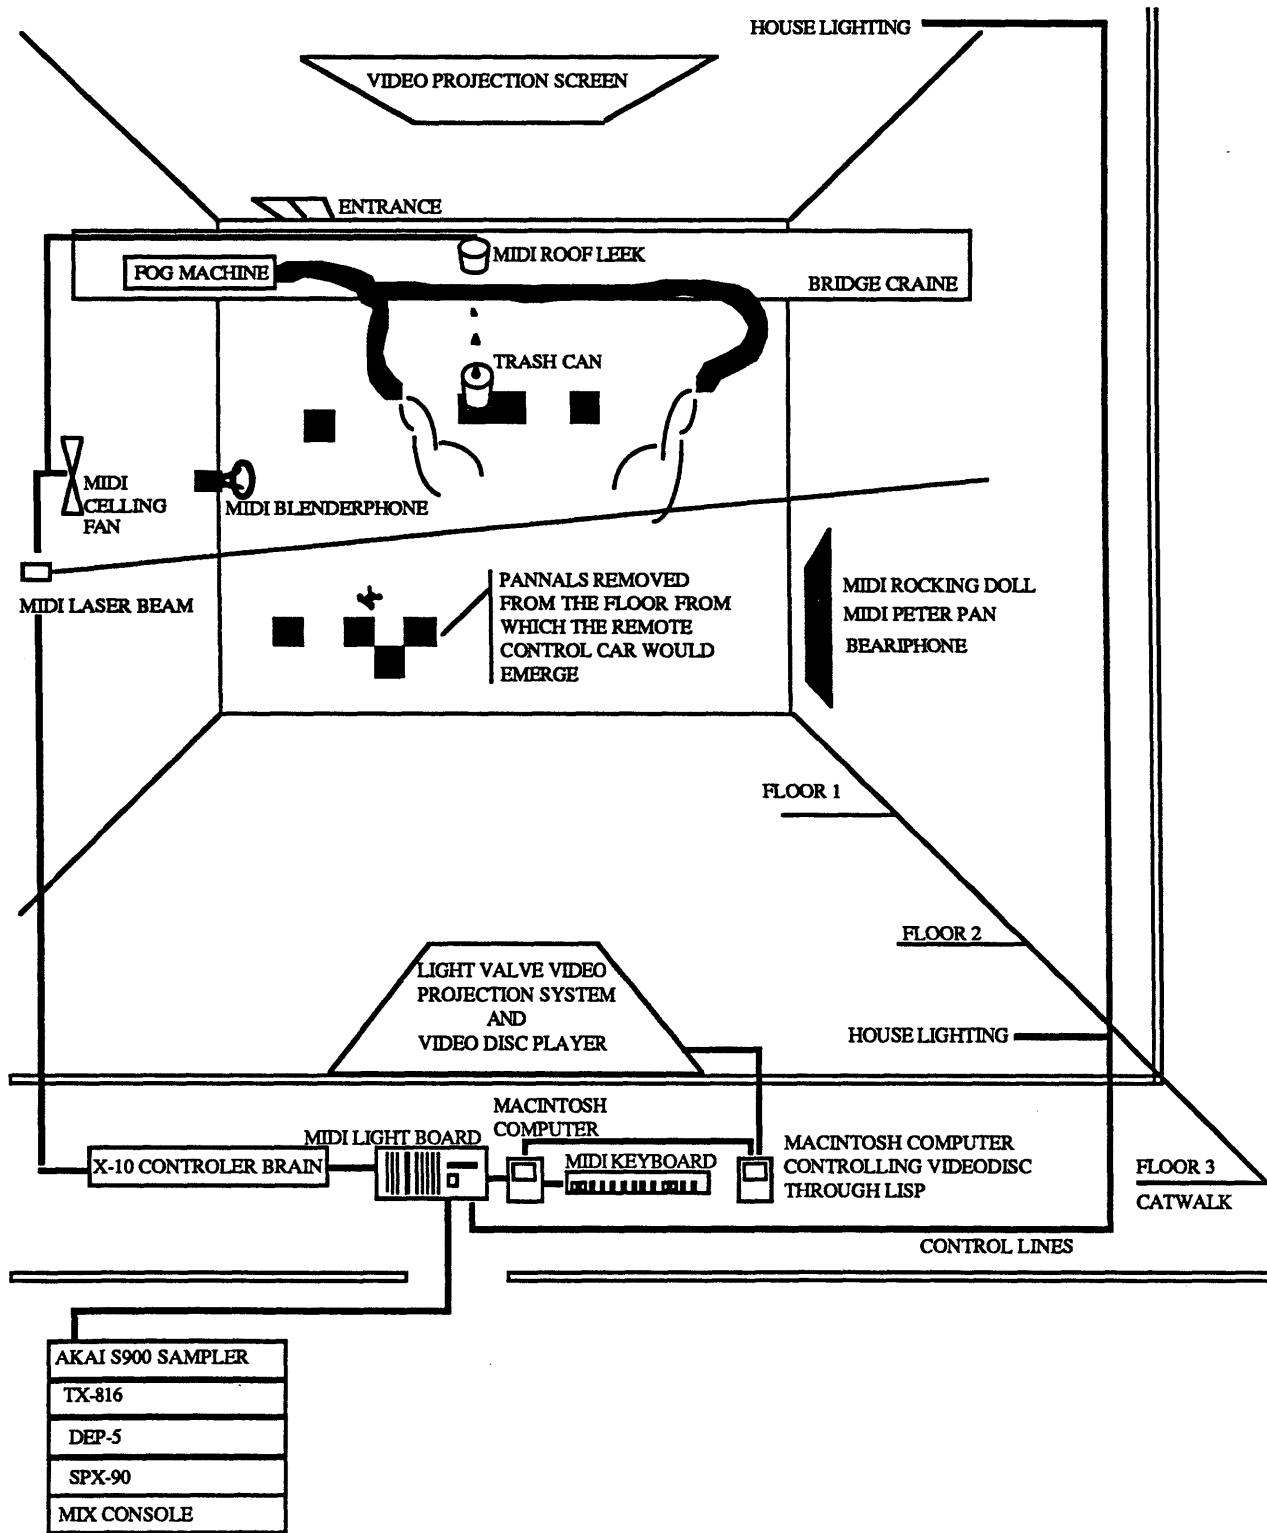 HOUSE LIGHTING
VIDEO PROJECTION SCREEN
ENTRANCE
MIDI ROOF LEEK
FOG MACHINE
BRIDGE CRAINE
TRASH CAN
MIDI
CELLING
FAN
MIDI BLENDERPHONE
MIDI LASER BEAM
PANNALS REMOVED
FROM THE FLOOR FROM
WHICH THE REMOTE
CONTROL CAR WOULD
EMERGE
MIDI ROCKING DOLL
MIDI PETER PAN
BEARIPHONE
FLOOR 1
FLOOR 2
LIGHT VALVE VIDEO
PROJECTION SYSTEM
AND
VIDEO DISC PLAYER
HOUSE LIGHTING
MACINTOSH
COMPUTER
MIDI LIGHT BOARD
X-10 CONTROLER BRAIN
MIDI KEYBOARD
MACINTOSH COMPUTER
CONTROLLING VIDEODISC
THROUGH LISP
FLOOR 3
CATWALK
CONTROL LINES
AKAI S900 SAMPLER
TX-816
DEP-5
SPX-90
MIX CONSOLE